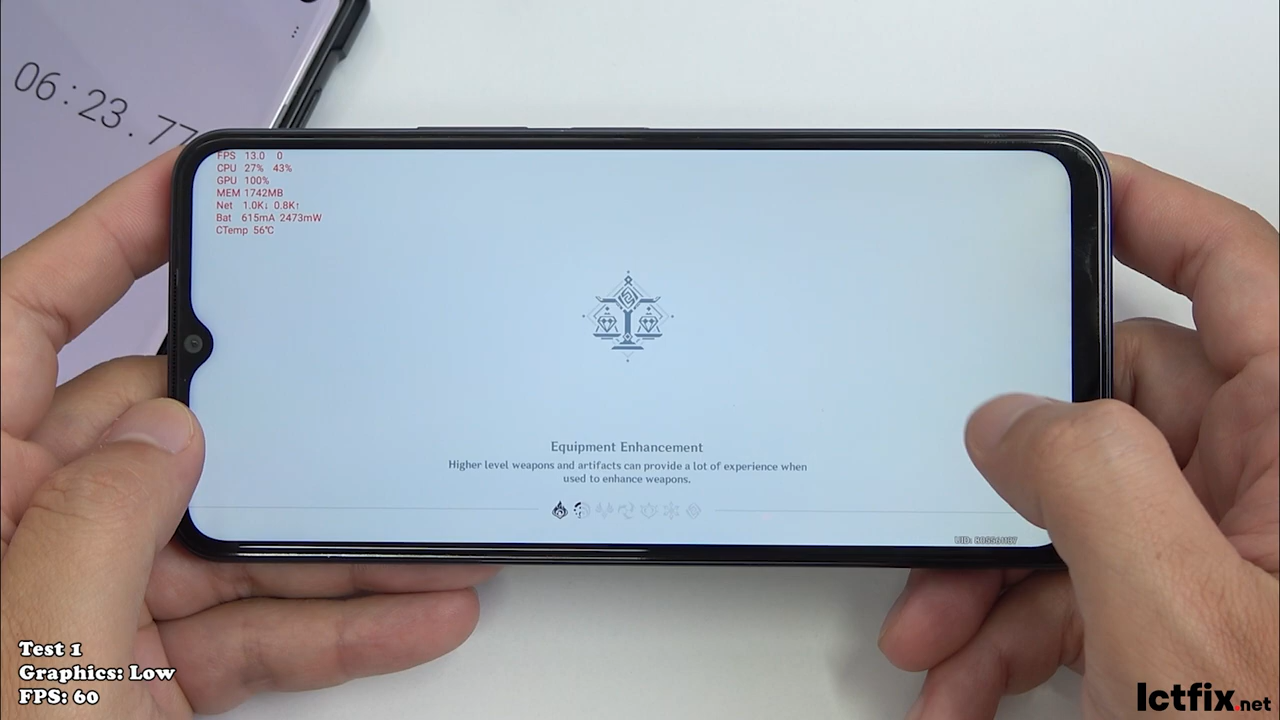 06:23.77
FPS 13.0 0
CPU 27% 43%
GPU 100%
MEM 1742MB
Net 1.0K↓ 0.8K↑
Bat 615mA 2473mW
CTemp 56℃
Equipment Enhancement
Higher level weapons and artifacts can provide a lot of experience when
used to enhance weapons.
Test 1
Graphics: Low
FPS: 60
Ictfix.net